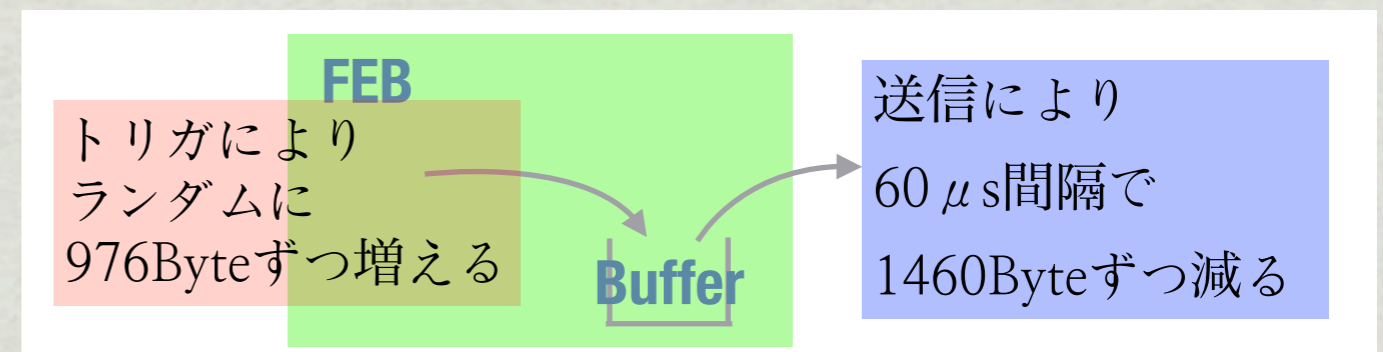 FEB
トリガにより
ランダムに
976Byteずつ増える
Buffer
送信により
60μs間隔で
1460Byteずつ減る